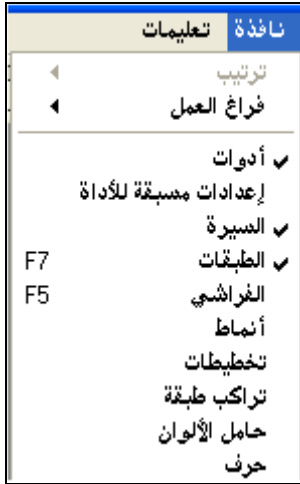 نافذة تعليمات
ترتيب
فراغ العمل
أدوات
إعدادات مسبقة للأداة
السيرة
الطبقات F7
الفراشي F5
أنماط
تخطيطات
تراكب طبقة
حامل الألوان
حرف